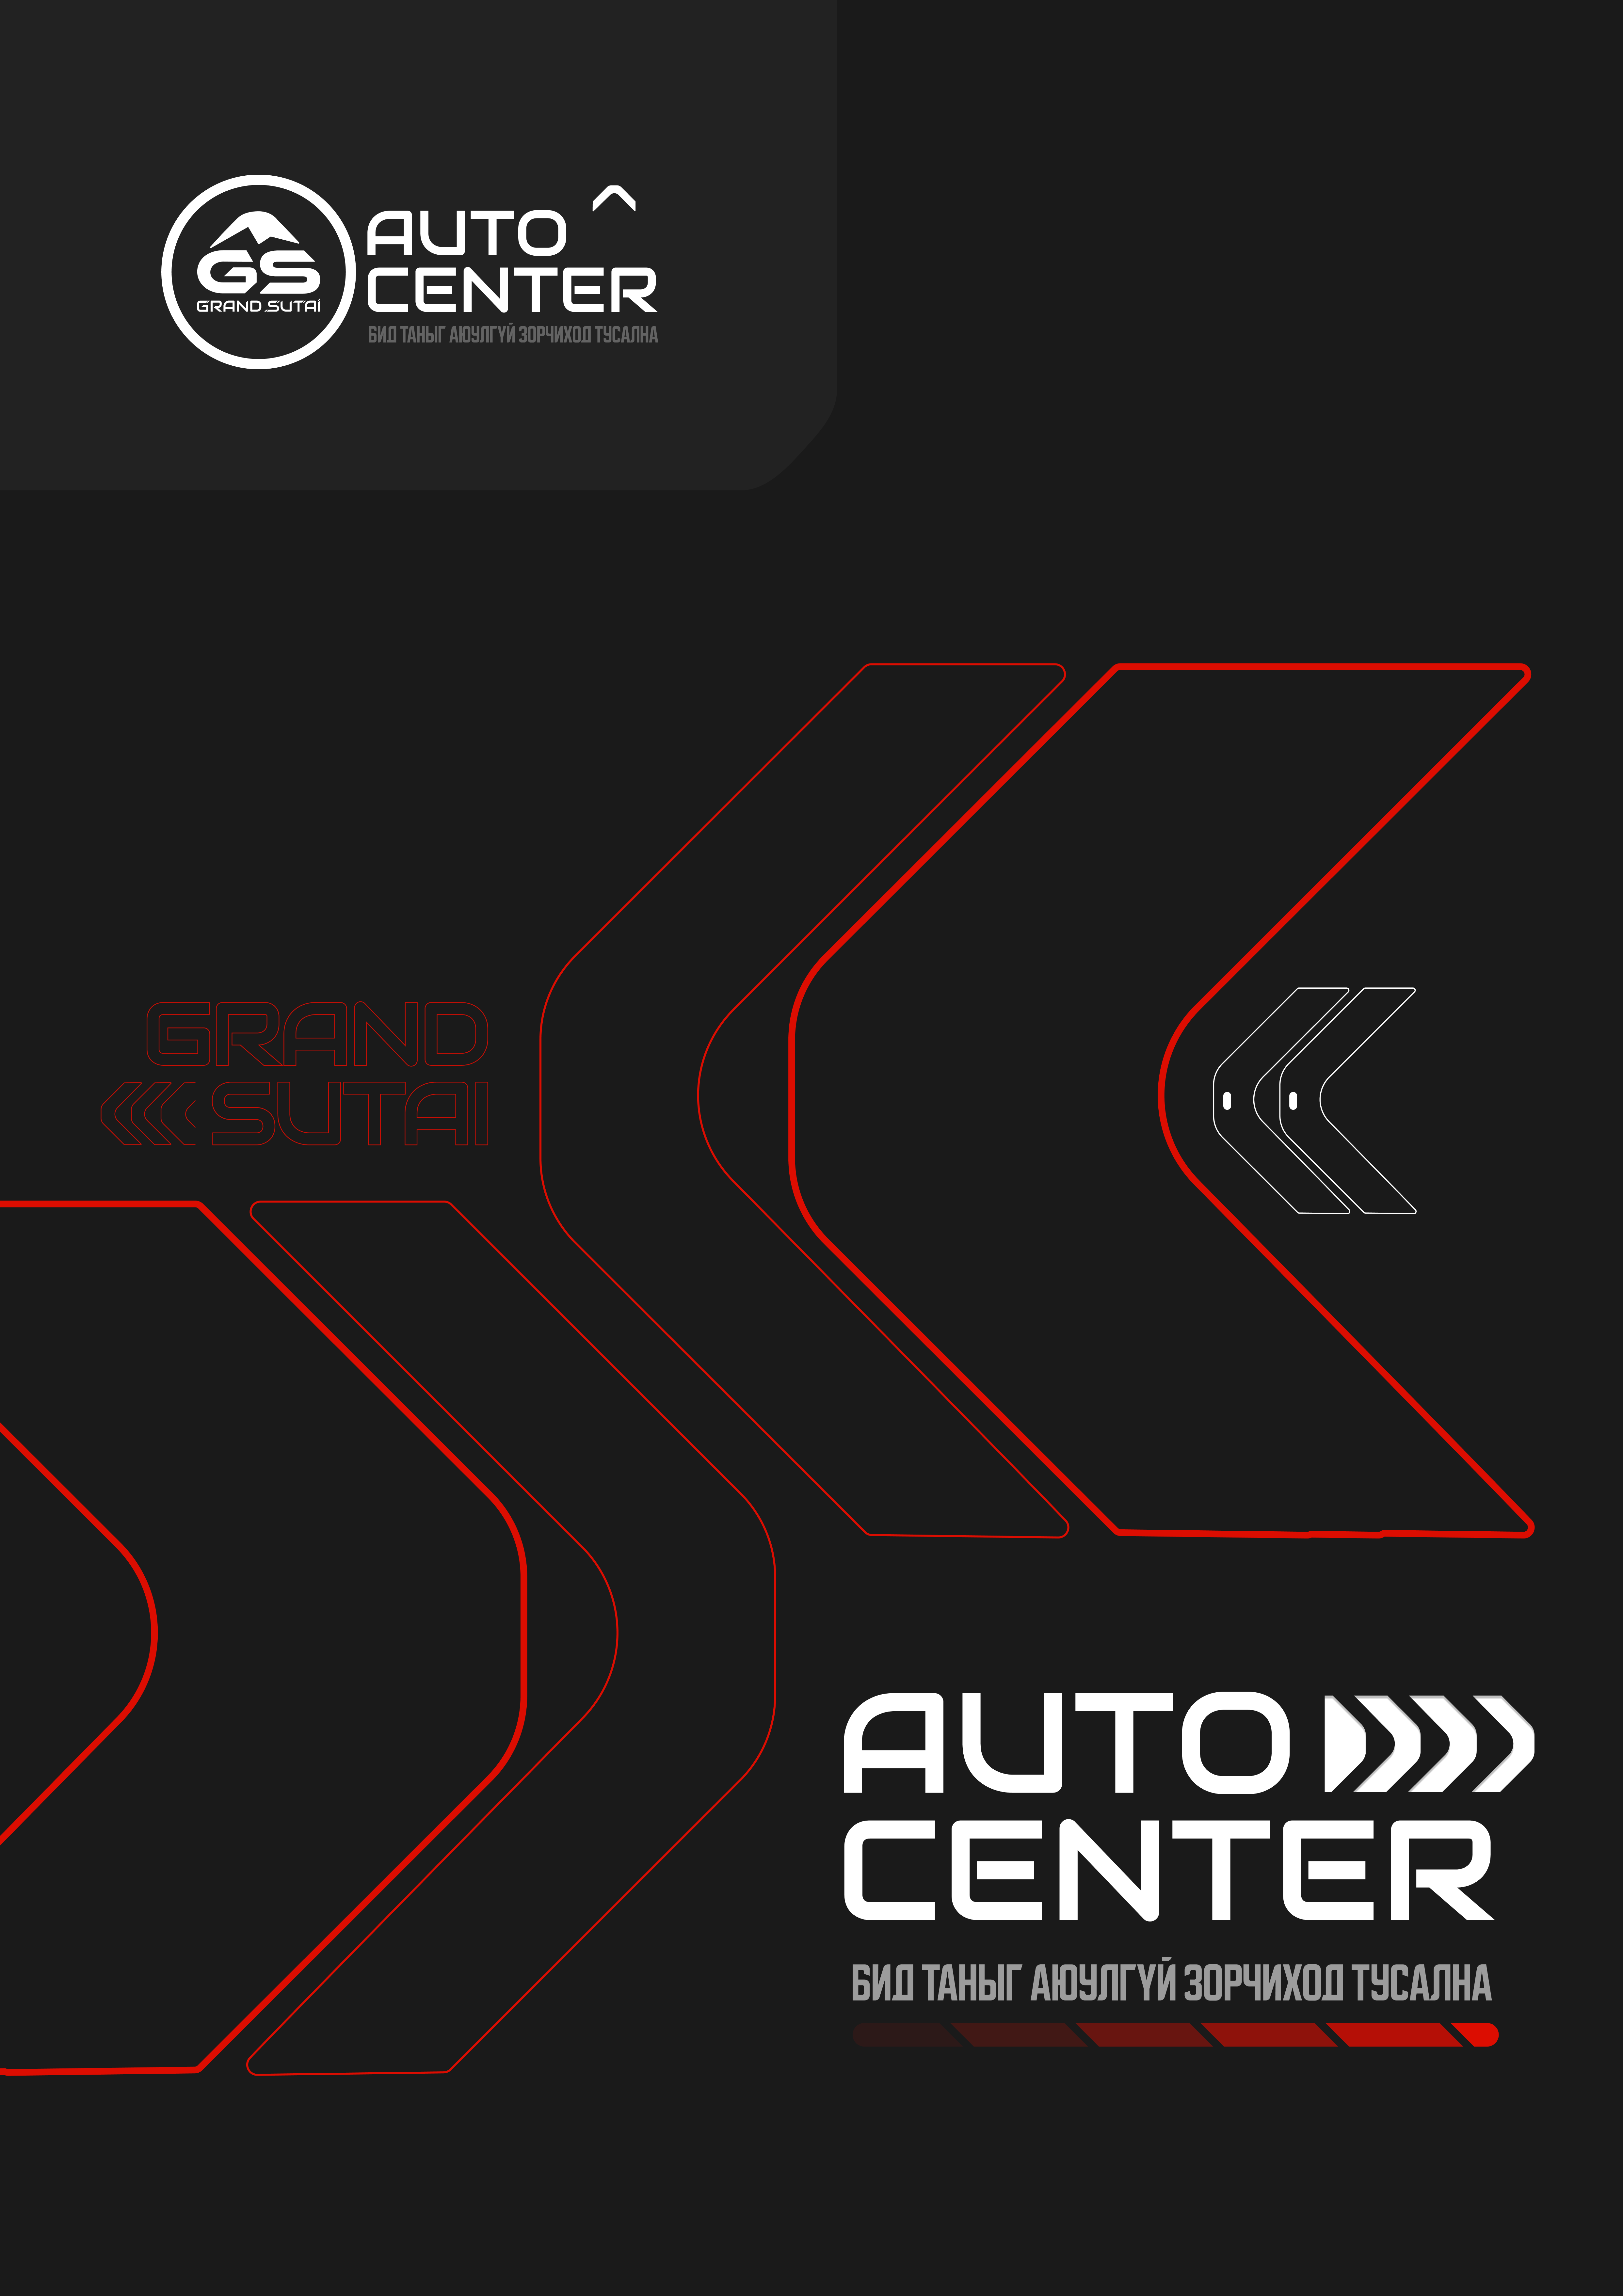 GS
GRAND SUTAI
AUTO
CENTER
БИД ТАНЫГ АЮУЛГҮЙ ЗОРЧИХОД ТУСАЛНА
GRAND
SUTAI
AUTO
CENTER
БИД ТАНЫГ АЮУЛГҮЙ ЗОРЧИХОД ТУСАЛНА